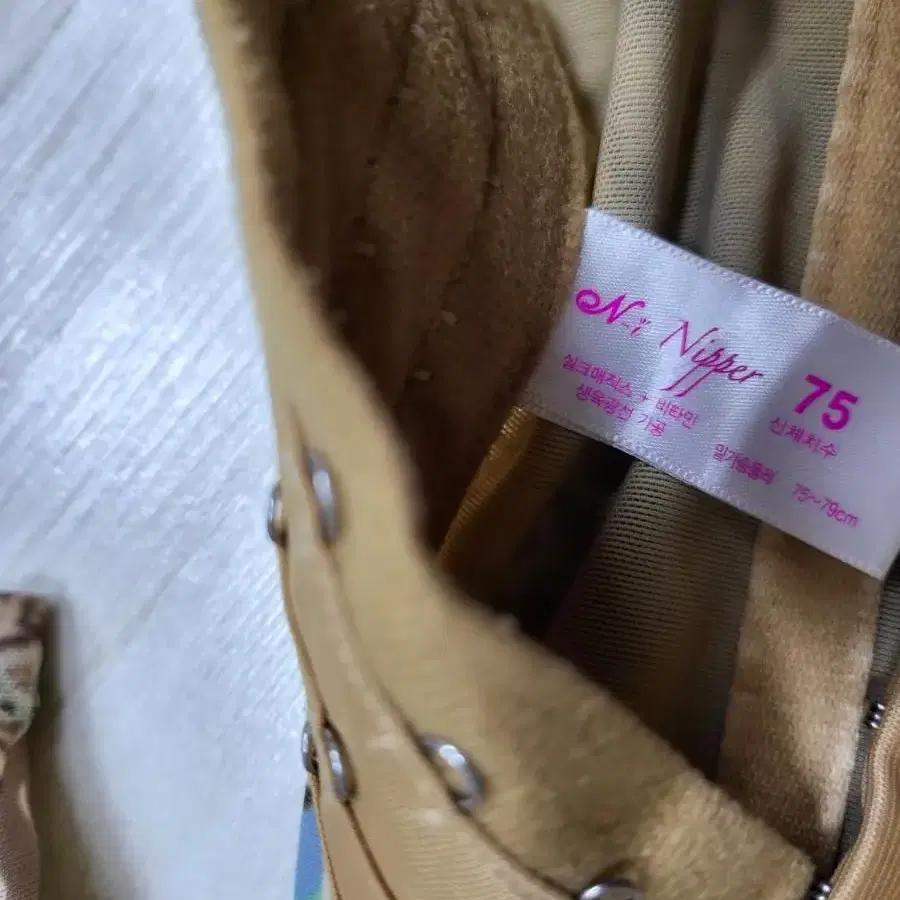 N-i Nipper
실크매직스 + 비타민
생육광선 가공
75
신체치수
밑가슴둘레 75~79cm